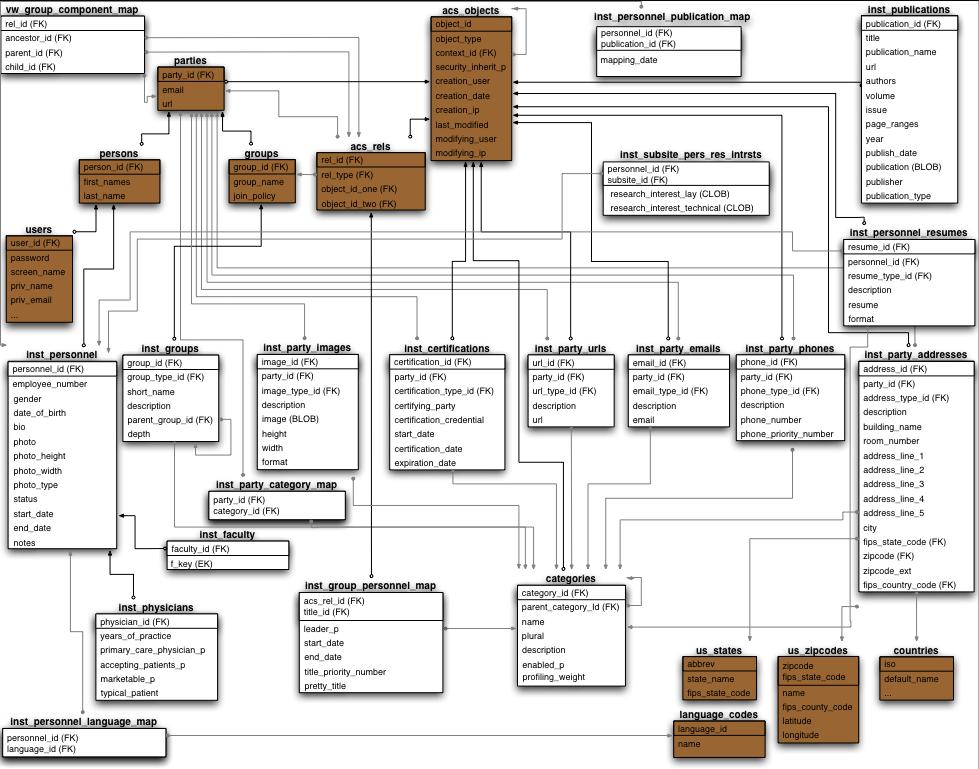 vw_group_component_map
rel_id (FK)
ancestor_id (FK)
parent_id (FK)
child_id (FK)
parties
party_id (FK)
email
url
acs_objects
object_id
object_type
context_id (FK)
security_inherit_p
creation_user
creation_date
creation_ip
last_modified
modifying_user
modifying_ip
inst_personnel_publication_map
personnel_id (FK)
publication_id (FK)
mapping_date
inst_publications
publication_id (FK)
title
publication_name
url
authors
volume
issue
page_ranges
year
publish_date
publication (BLOB)
publisher
publication_type
persons
person_id (FK)
first_names
last_name
groups
group_id (FK)
group_name
join_policy
acs_rels
rel_id (FK)
rel_type (FK)
object_id_one (FK)
object_id_two (FK)
inst_subsite_pers_res_intrsts
personnel_id (FK)
subsite_id (FK)
research_interest_lay (CLOB)
research_interest_technical (CLOB)
users
user_id (FK)
password
screen_name
priv_name
priv_email
...
inst_personnel_resumes
resume_id (FK)
personnel_id (FK)
resume_type_id (FK)
description
resume
format
inst_personnel
personnel_id (FK)
employee_number
gender
date_of_birth
bio
photo
photo_height
photo_width
photo_type
status
start_date
end_date
notes
inst_groups
group_id (FK)
group_type_id (FK)
short_name
description
parent_group_id (FK)
depth
inst_party_images
image_id (FK)
party_id (FK)
image_type_id (FK)
description
image (BLOB)
height
width
format
inst_certifications
certification_id (FK)
party_id (FK)
certification_type_id (FK)
certifying_party
certification_credential
start_date
certification_date
expiration_date
inst_party_urls
url_id (FK)
party_id (FK)
url_type_id (FK)
description
url
inst_party_emails
email_id (FK)
party_id (FK)
email_type_id (FK)
description
email
inst_party_phones
phone_id (FK)
party_id (FK)
phone_type_id (FK)
description
phone_number
phone_priority_number
inst_party_addresses
address_id (FK)
party_id (FK)
address_type_id (FK)
description
building_name
room_number
address_line_1
address_line_2
address_line_3
address_line_4
address_line_5
city
fips_state_code (FK)
zipcode (FK)
zipcode_ext
fips_country_code (FK)
inst_party_category_map
party_id (FK)
category_id (FK)
inst_faculty
faculty_id (FK)
f_key (EK)
inst_physicians
physician_id (FK)
years_of_practice
primary_care_physician_p
accepting_patients_p
marketable_p
typical_patient
inst_group_personnel_map
acs_rel_id (FK)
title_id (FK)
leader_p
start_date
end_date
title_priority_number
pretty_title
categories
category_id (FK)
parent_category_Id (FK)
name
plural
description
enabled_p
profiling_weight
us_states
abbrev
state_name
fips_state_code
us_zipcodes
zipcode
fips_state_code
name
fips_county_code
latitude
longitude
countries
iso
default_name
...
inst_personnel_language_map
personnel_id (FK)
language_id (FK)
language_codes
language_id
name